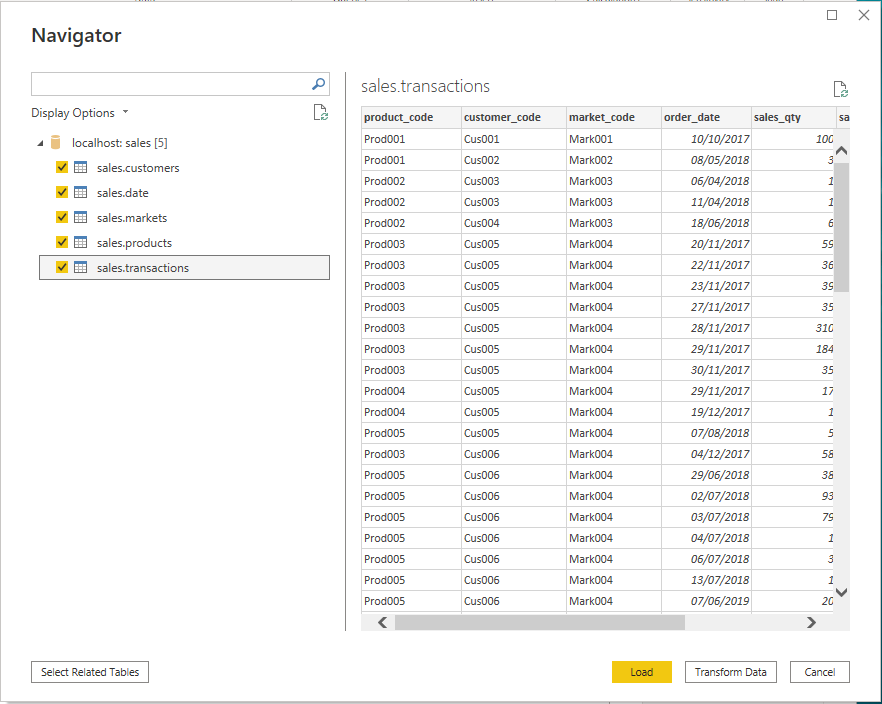 Navigator
Display Options
localhost: sales [5]
sales.customers
sales.date
sales.markets
sales.products
sales.transactions
sales.transactions
product_code customer_code market_code order_date sales_qty sa
Prod001 Cus001 Mark001 10/10/2017 100
Prod001 Cus002 Mark002 08/05/2018 3
Prod002 Cus003 Mark003 06/04/2018 1
Prod002 Cus003 Mark003 11/04/2018 1
Prod002 Cus004 Mark003 18/06/2018 6
Prod003 Cus005 Mark004 20/11/2017 59
Prod003 Cus005 Mark004 22/11/2017 36
Prod003 Cus005 Mark004 23/11/2017 39
Prod003 Cus005 Mark004 27/11/2017 35
Prod003 Cus005 Mark004 28/11/2017 310
Prod003 Cus005 Mark004 29/11/2017 184
Prod003 Cus005 Mark004 30/11/2017 35
Prod004 Cus005 Mark004 29/11/2017 17
Prod004 Cus005 Mark004 19/12/2017 1
Prod005 Cus005 Mark004 07/08/2018 5
Prod003 Cus006 Mark004 04/12/2017 58
Prod005 Cus006 Mark004 29/06/2018 38
Prod005 Cus006 Mark004 02/07/2018 93
Prod005 Cus006 Mark004 03/07/2018 79
Prod005 Cus006 Mark004 04/07/2018 1
Prod005 Cus006 Mark004 06/07/2018 3
Prod005 Cus006 Mark004 13/07/2018 1
Prod005 Cus006 Mark004 07/06/2019 20
Select Related Tables
Load
Transform Data
Cancel